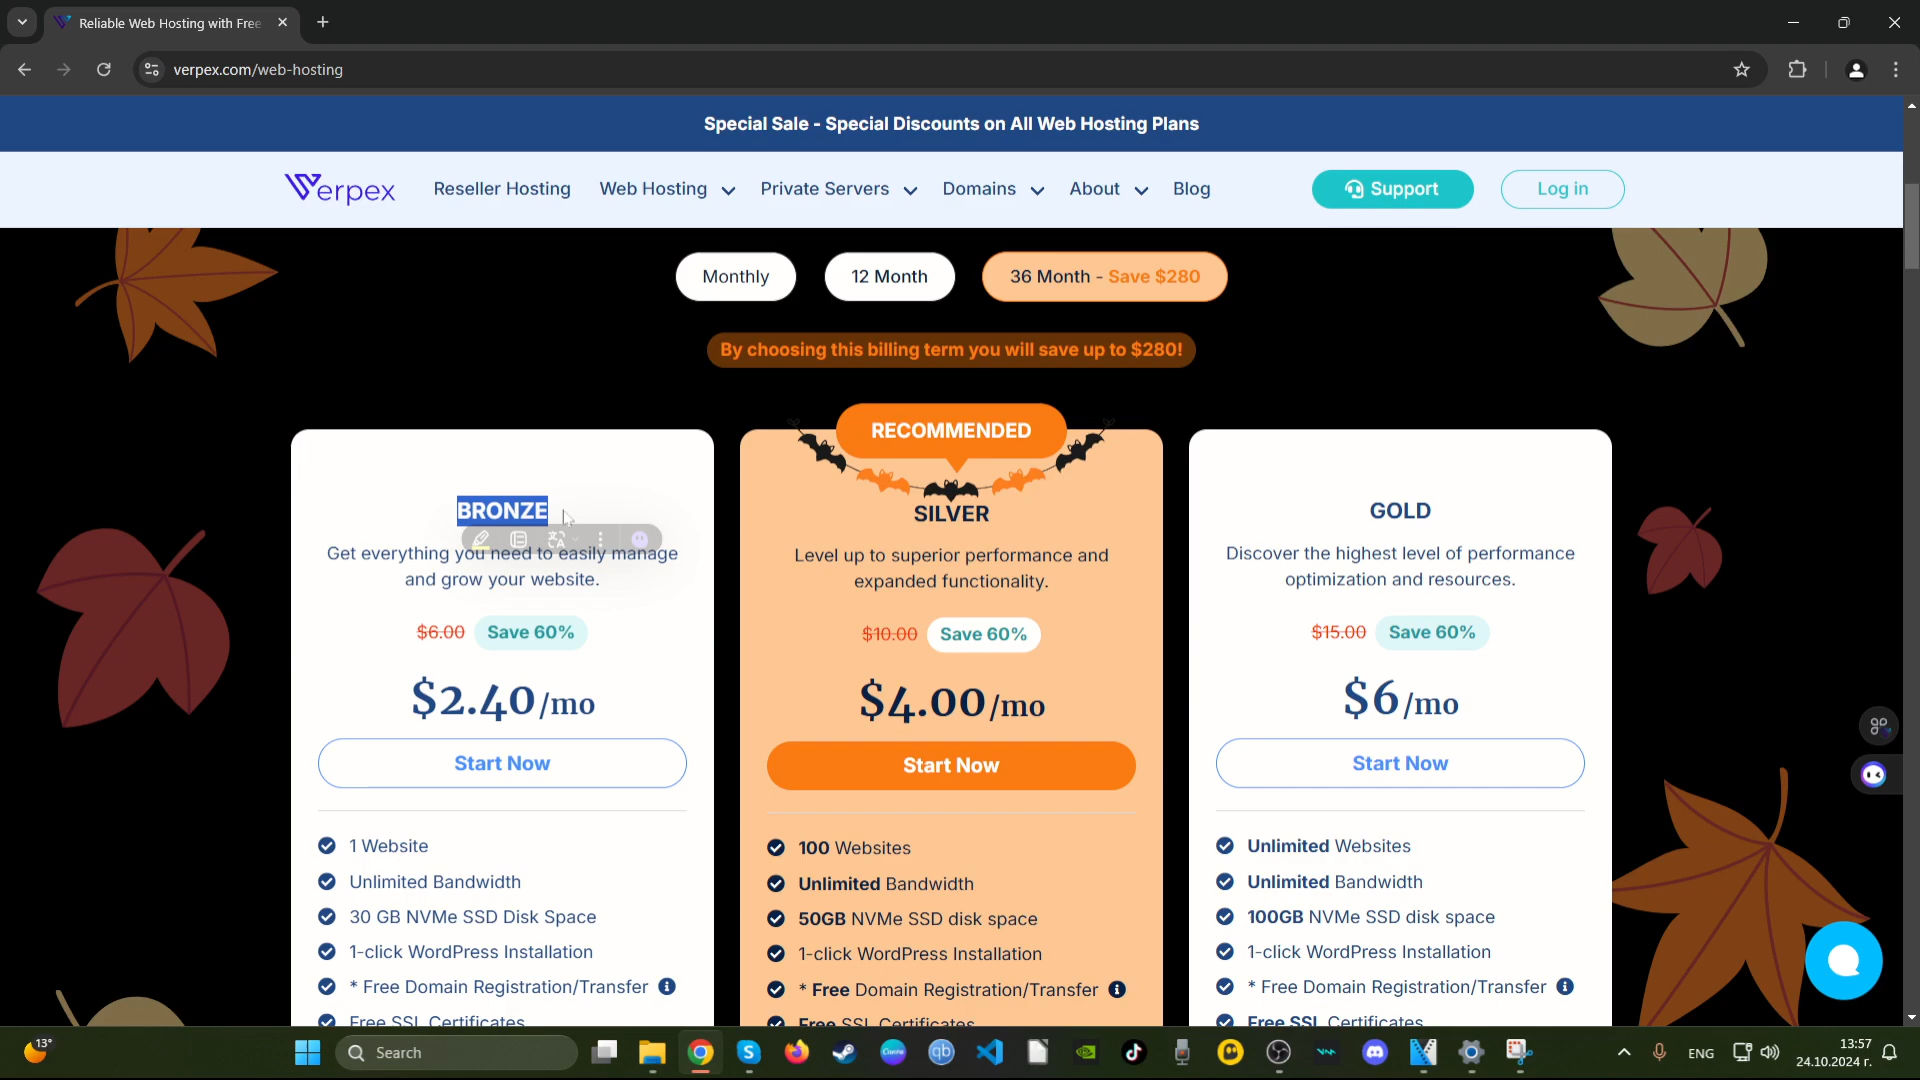 Reliable Web Hosting with Free
verpex.com/web-hosting
Special Sale - Special Discounts on All Web Hosting Plans
Verpex
Reseller Hosting
Web Hosting
Private Servers
Domains
About
Blog
Support
Log in
Monthly
12 Month
36 Month - Save $280
By choosing this billing term you will save up to $280!
BRONZE
Get everything you need to easily manage
and grow your website.
$6.00 Save 60%
$2.40/mo
Start Now
1 Website
Unlimited Bandwidth
30 GB NVMe SSD Disk Space
1-click WordPress Installation
* Free Domain Registration/Transfer
Free SSL Certificates
RECOMMENDED
SILVER
Level up to superior performance and
expanded functionality.
$10.00 Save 60%
$4.00/mo
Start Now
100 Websites
Unlimited Bandwidth
50GB NVMe SSD disk space
1-click WordPress Installation
* Free Domain Registration/Transfer
Free SSL Certificates
GOLD
Discover the highest level of performance
optimization and resources.
$15.00 Save 60%
$6/mo
Start Now
Unlimited Websites
Unlimited Bandwidth
100GB NVMe SSD disk space
1-click WordPress Installation
* Free Domain Registration/Transfer
Free SSL Certificates
13°
Search
Canva
qb
ENG
13:57
24.10.2024 г.